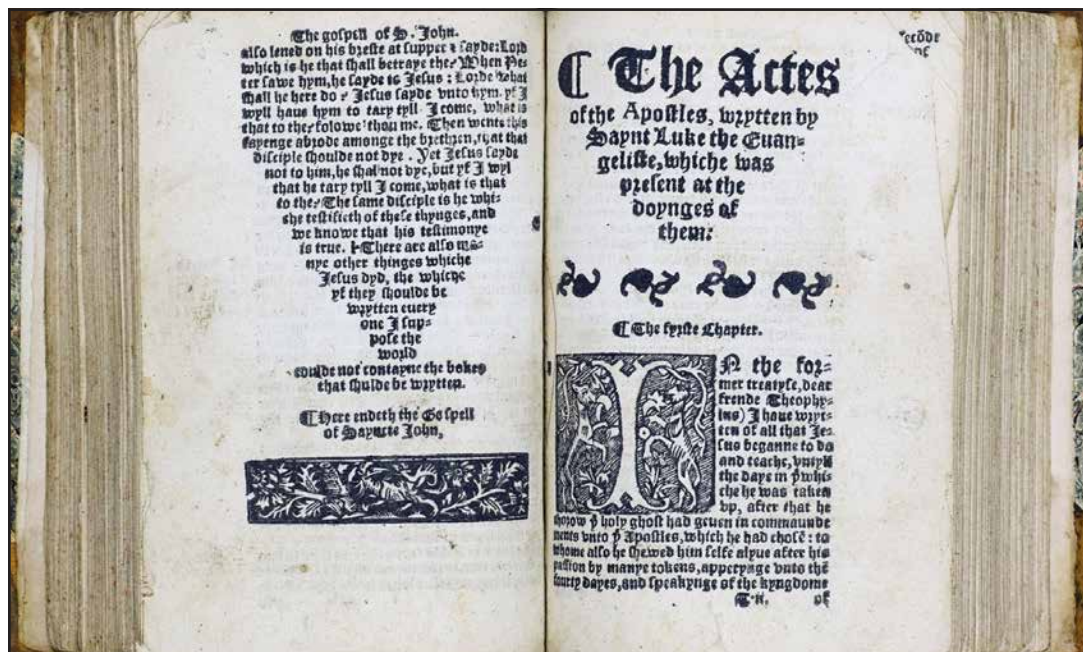 The gospell of S. John.
also lened on his breste at supper & sayde: Lord
which is he that shall betraye the? When Pe-
ter sawe hym, he sayde to Jesus: Lorde what
shall he here do? Jesus sayde vnto hym. yf I
wyll haue hym to tary tyll I come, what is
that to the? folowe thou me. Then wente this
sayenge abrode amonge the brethren, that that
disciple shoulde not dye. Yet Jesus sayde
not to him, he shal not dye, but yf I wyl
that he tary tyll I come, what is that
to the? The same disciple is he whi-
che testifieth of these thynges, and
we knowe that his testimonye
is true. There are also ma-
nye other thinges whiche
Jesus dyd, the whiche
yf they shoulde be
wrytten euery
one I sup-
pose the
world
coulde not contayne the bokes
that shulde be wrytten.
¶ Here endeth the Gospell
of Sayncte John,
¶ The Actes
of the Apostles, wrytten by
Saynt Luke the Euan-
geliste, whiche was
present at the
doynges of
them:
¶ The fyrste Chapter.
IN the for-
mer treatyse, dear
frende Theophy-
lus) I haue wryt-
ten of all that Je-
sus beganne to do
and teache, vntyll
the daye in yͤ whi-
che he was taken
vp, after that he
thorow yͤ holy ghost had geuen in commaunde
ments vnto yͤ Apostles, which he had chosē: to
whome also he shewed him selfe alyue after his
passion by manye tokens, apperynge vnto thē
fourty dayes, and speakynge of the kyngdome
of